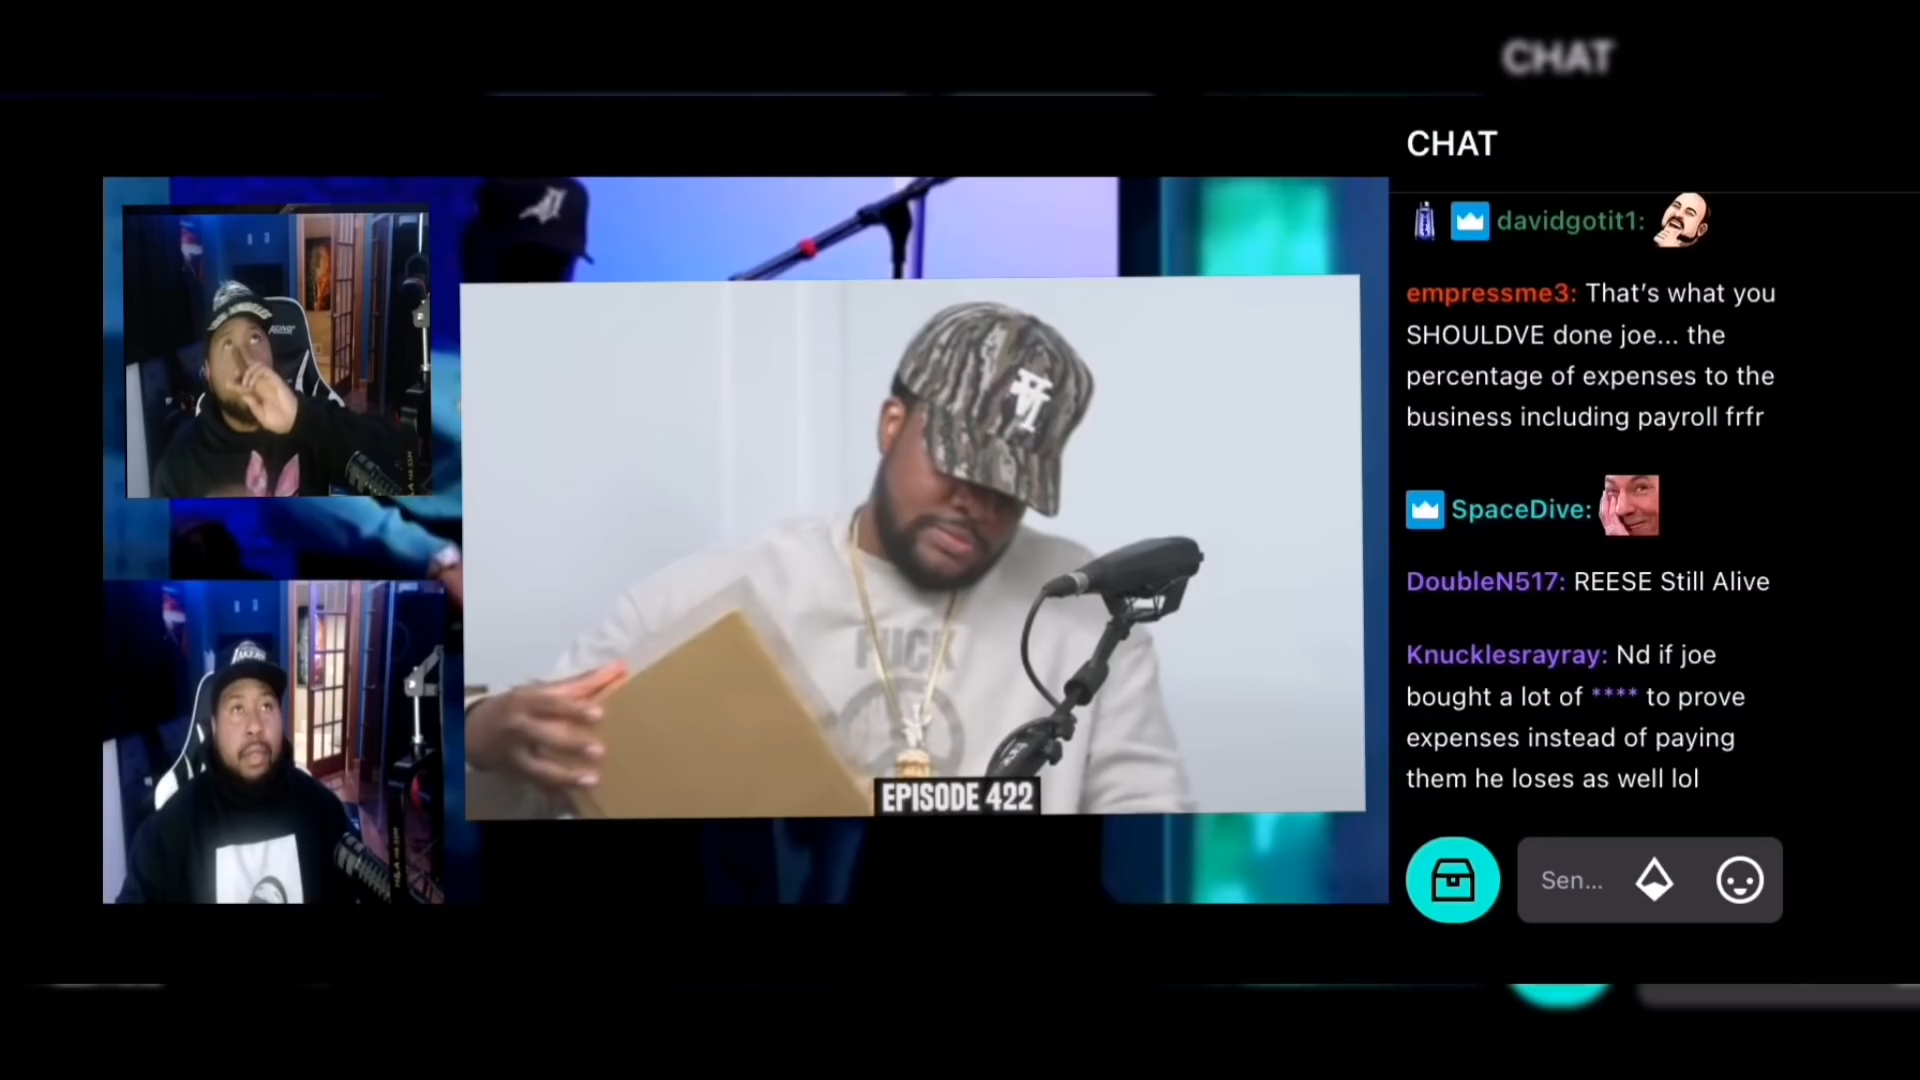 CHAT
CHAT
davidgotit1:
empressme3: That’s what you
SHOULDVE done joe... the
percentage of expenses to the
business including payroll frfr
SpaceDive:
DoubleN517: REESE Still Alive
Knucklesrayray: Nd if joe
bought a lot of **** to prove
expenses instead of paying
them he loses as well lol
Sen...
FUCK
EPISODE 422